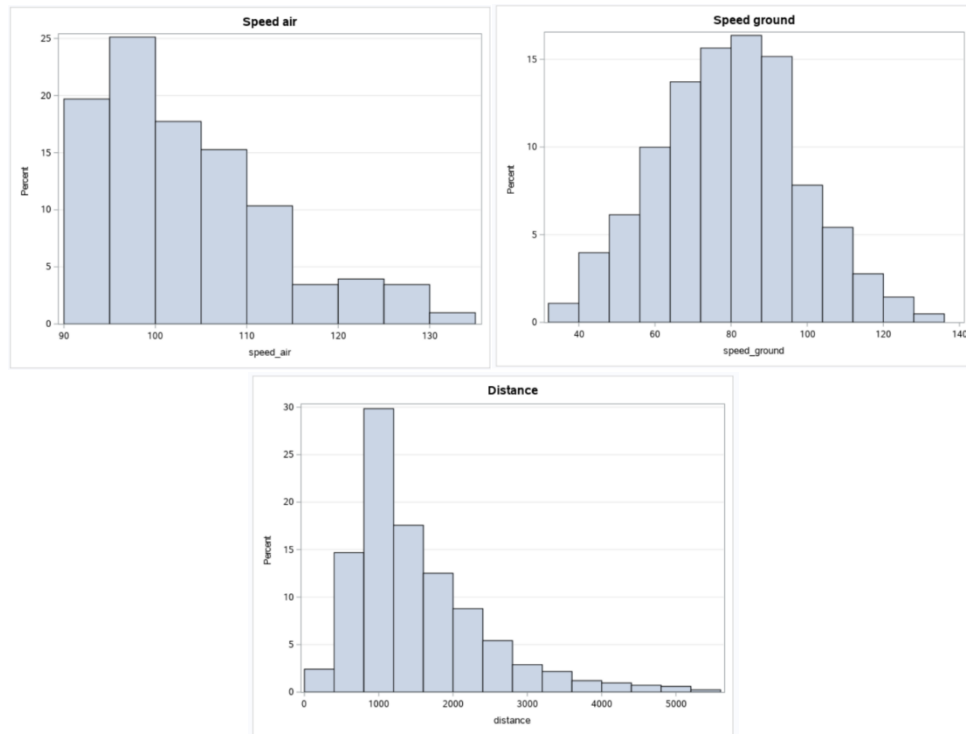 Speed air
25
20
15
10
5
0
Percent
90 100 110 120 130
speed_air
Speed ground
15
10
5
0
Percent
40 60 80 100 120 140
speed_ground
Distance
30
25
20
15
10
5
0
Percent
0 1000 2000 3000 4000 5000
distance